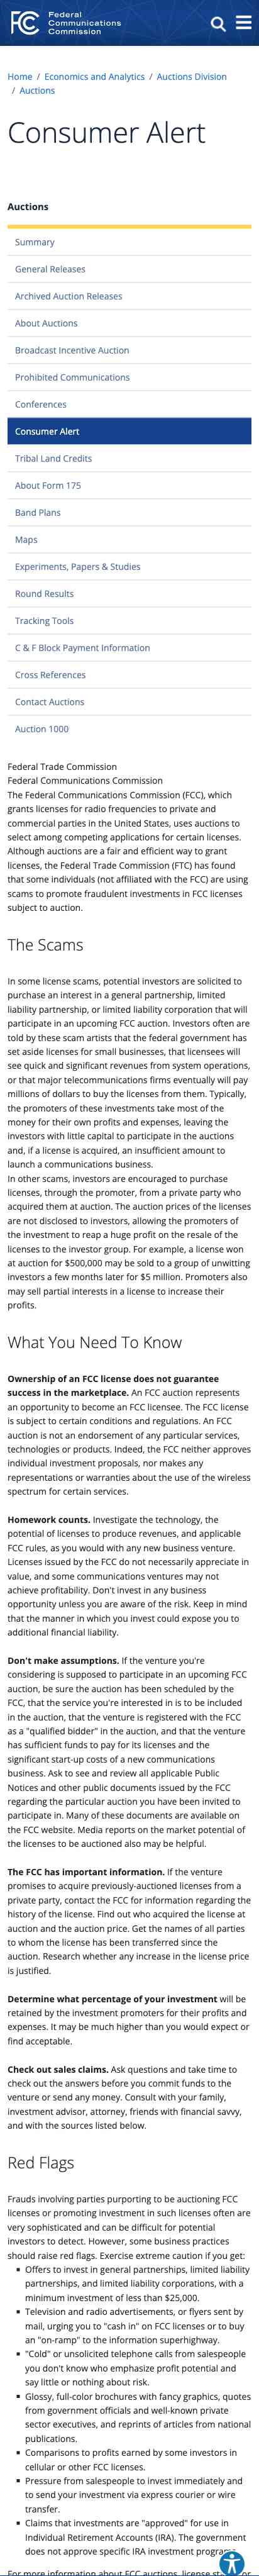 Federal
Communications
Commission
Home / Economics and Analytics / Auctions Division
/ Auctions
Consumer Alert
Auctions
Summary
General Releases
Archived Auction Releases
About Auctions
Broadcast Incentive Auction
Prohibited Communications
Conferences
Consumer Alert
Tribal Land Credits
About Form 175
Band Plans
Maps
Experiments, Papers & Studies
Round Results
Tracking Tools
C & F Block Payment Information
Cross References
Contact Auctions
Auction 1000
Federal Trade Commission
Federal Communications Commission
The Federal Communications Commission (FCC), which
grants licenses for radio frequencies to private and
commercial parties in the United States, uses auctions to
select among competing applications for certain licenses.
Although auctions are a fair and efficient way to grant
licenses, the Federal Trade Commission (FTC) has found
that some individuals (not affiliated with the FCC) are using
scams to promote fraudulent investments in FCC licenses
subject to auction.
The Scams
In some license scams, potential investors are solicited to
purchase an interest in a general partnership, limited
liability partnership, or limited liability corporation that will
participate in an upcoming FCC auction. Investors often are
told by these scam artists that the federal government has
set aside licenses for small businesses, that licensees will
see quick and significant revenues from system operations,
or that major telecommunications firms eventually will pay
millions of dollars to buy the licenses from them. Typically,
the promoters of these investments take most of the
money for their own profits and expenses, leaving the
investors with little capital to participate in the auctions
and, if a license is acquired, an insufficient amount to
launch a communications business.
In other scams, investors are encouraged to purchase
licenses, through the promoter, from a private party who
acquired them at auction. The auction prices of the licenses
are not disclosed to investors, allowing the promoters of
the investment to reap a huge profit on the resale of the
licenses to the investor group. For example, a license won
at auction for $500,000 may be sold to a group of unwitting
investors a few months later for $5 million. Promoters also
may sell partial interests in a license to increase their
profits.
What You Need To Know
Ownership of an FCC license does not guarantee
success in the marketplace. An FCC auction represents
an opportunity to become an FCC licensee. The FCC license
is subject to certain conditions and regulations. An FCC
auction is not an endorsement of any particular services,
technologies or products. Indeed, the FCC neither approves
individual investment proposals, nor makes any
representations or warranties about the use of the wireless
spectrum for certain services.
Homework counts. Investigate the technology, the
potential of licenses to produce revenues, and applicable
FCC rules, as you would with any new business venture.
Licenses issued by the FCC do not necessarily appreciate in
value, and some communications ventures may not
achieve profitability. Don't invest in any business
opportunity unless you are aware of the risk. Keep in mind
that the manner in which you invest could expose you to
additional financial liability.
Don't make assumptions. If the venture you're
considering is supposed to participate in an upcoming FCC
auction, be sure the auction has been scheduled by the
FCC, that the service you're interested in is to be included
in the auction, that the venture is registered with the FCC
as a "qualified bidder" in the auction, and that the venture
has sufficient funds to pay for its licenses and the
significant start-up costs of a new communications
business. Ask to see and review all applicable Public
Notices and other public documents issued by the FCC
regarding the particular auction you have been invited to
participate in. Many of these documents are available on
the FCC website. Media reports on the market potential of
the licenses to be auctioned also may be helpful.
The FCC has important information. If the venture
promises to acquire previously-auctioned licenses from a
private party, contact the FCC for information regarding the
history of the license. Find out who acquired the license at
auction and the auction price. Get the names of all parties
to whom the license has been transferred since the
auction. Research whether any increase in the license price
is justified.
Determine what percentage of your investment will be
retained by the investment promoters for their profits and
expenses. It may be much higher than you would expect or
find acceptable.
Check out sales claims. Ask questions and take time to
check out the answers before you commit funds to the
venture or send any money. Consult with your family,
investment advisor, attorney, friends with financial savvy,
and with the sources listed below.
Red Flags
Frauds involving parties purporting to be auctioning FCC
licenses or promoting investment in such licenses often are
very sophisticated and can be difficult for potential
investors to detect. However, some business practices
should raise red flags. Exercise extreme caution if you get:
Offers to invest in general partnerships, limited liability
partnerships, and limited liability corporations, with a
minimum investment of less than $25,000.
Television and radio advertisements, or flyers sent by
mail, urging you to "cash in" on FCC licenses or to buy
an "on-ramp" to the information superhighway.
"Cold" or unsolicited telephone calls from salespeople
you don't know who emphasize profit potential and
say little or nothing about risk.
Glossy, full-color brochures with fancy graphics, quotes
from government officials and well-known private
sector executives, and reprints of articles from national
publications.
Comparisons to profits earned by some investors in
cellular or other FCC licenses.
Pressure from salespeople to invest immediately and
to send your investment via express courier or wire
transfer.
Claims that investments are "approved" for use in
Individual Retirement Accounts (IRA). The government
does not approve specific IRA investment
For more information about FCC auctions, license